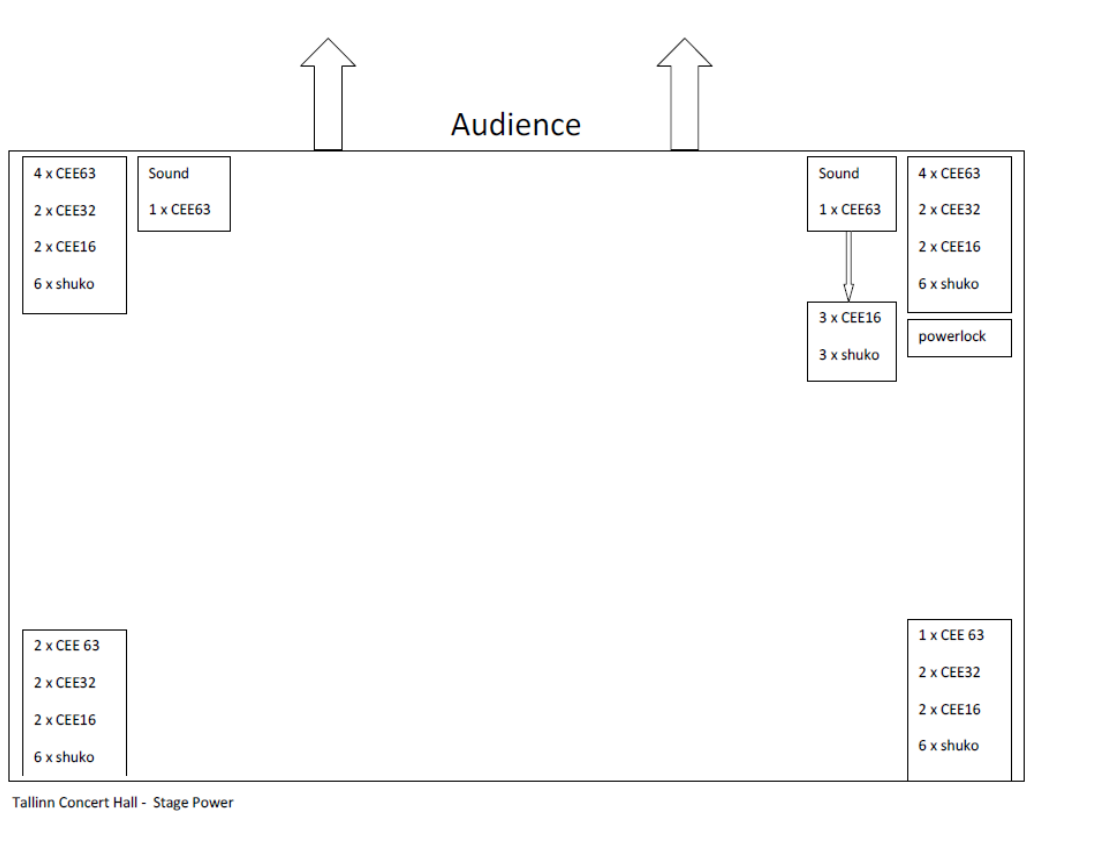 Audience
4 x CEE63
2 x CEE32
2 x CEE16
6 x shuko
Sound
1 x CEE63
Sound
1 x CEE63
3 x CEE16
3 x shuko
4 x CEE63
2 x CEE32
2 x CEE16
6 x shuko
powerlock
2 x CEE 63
2 x CEE32
2 x CEE16
6 x shuko
1 x CEE 63
2 x CEE32
2 x CEE16
6 x shuko
Tallinn Concert Hall - Stage Power